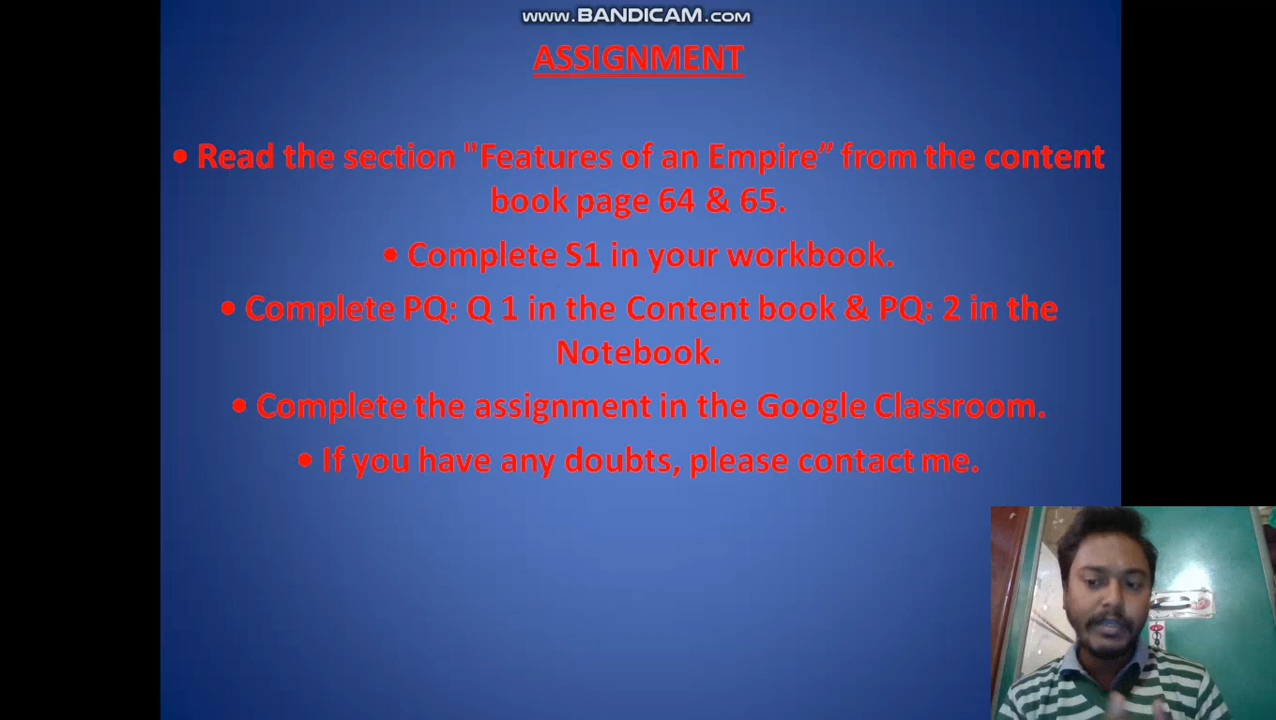 www.BANDICAM.com
ASSIGNMENT
• Read the section "Features of an Empire” from the content
book page 64 & 65.
• Complete S1 in your workbook.
• Complete PQ: Q 1 in the Content book & PQ: 2 in the
Notebook.
• Complete the assignment in the Google Classroom.
• If you have any doubts, please contact me.